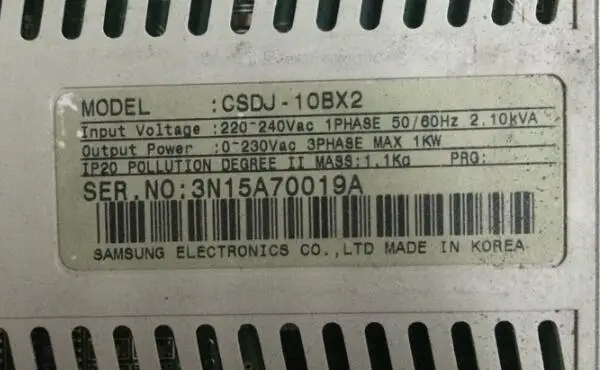 MODEL :CSDJ-10BX2
Input Voltage :220~240Vac 1PHASE 50/60Hz 2.10kVA
Output Power :0~230Vac 3PHASE MAX 1KW
IP20 POLLUTION DEGREE II MASS:1.1Kg PRG:
SER.NO:3N15A70019A
SAMSUNG ELECTRONICS CO.,LTD MADE IN KOREA